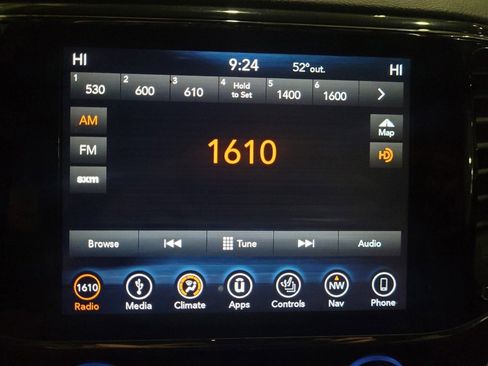 HI 9:24 52°out. HI
1 530 2 600 3 610 4 Hold to Set 5 1400 6 1600
AM
Map
1610
FM
HD
sxm
Browse Tune Audio
1610 NW
Radio Media Climate Apps Controls Nav Phone